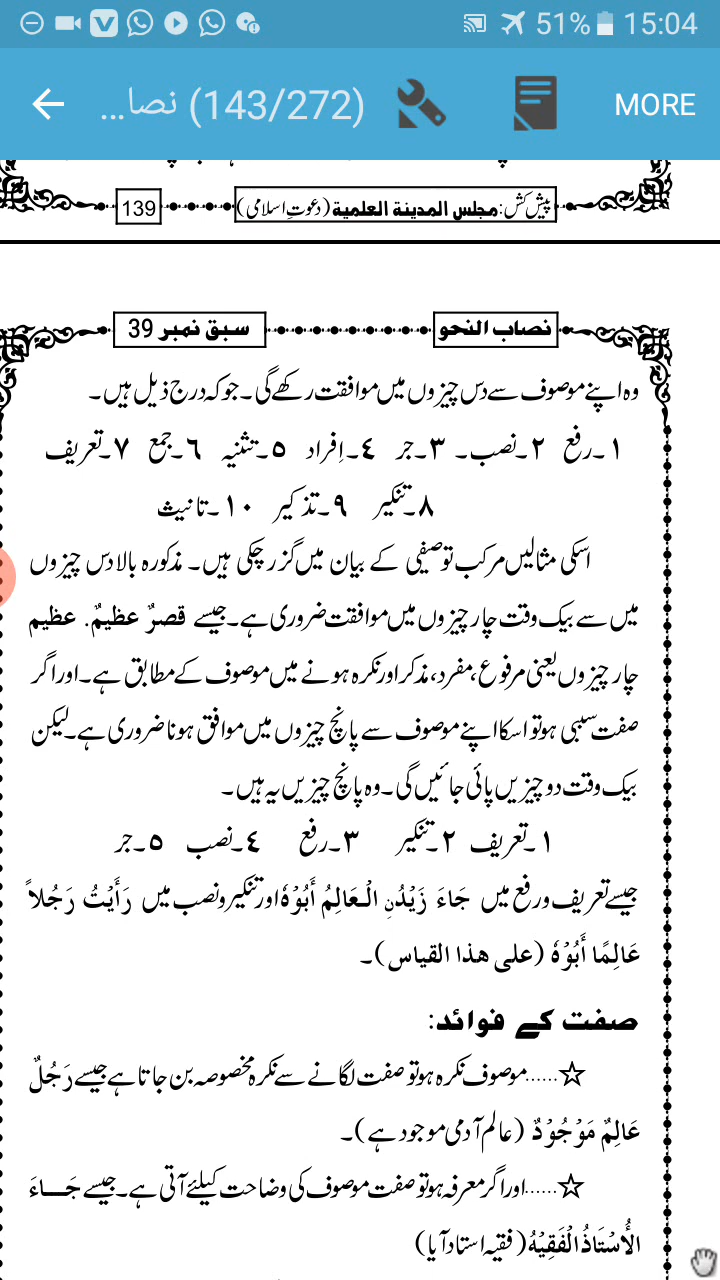 51% 15:04
نصا... (143/272) MORE
پیش کش: مجلس المدینة العلمیة (دعوتِ اسلامی) 139
نصاب النحو سبق نمبر 39
وہ اپنے موصوف سے دس چیزوں میں موافقت رکھے گی۔ جو کہ درج ذیل ہیں۔
۱۔رفع ۲۔نصب۔ ۳۔جر ٤۔اِفراد ٥۔تثنیہ ٦۔جمع ۷۔تعریف
۸۔تنکیر ۹۔تذکیر ۱۰۔تانیث
اسکی مثالیں مرکب توصیفی کے بیان میں گزر چکی ہیں۔ مذکورہ بالا دس چیزوں
میں سے بیک وقت چار چیزوں میں موافقت ضروری ہے۔ جیسے قصرٌ عظیمٌ. عظیم
چار چیزوں یعنی مرفوع، مفرد، مذکر اور نکرہ ہونے میں موصوف کے مطابق ہے۔ اور اگر
صفت سببی ہو تو اسکا اپنے موصوف سے پانچ چیزوں میں موافق ہونا ضروری ہے۔ لیکن
بیک وقت دو چیزیں پائی جائیں گی۔ وہ پانچ چیزیں یہ ہیں۔
۱۔تعریف ۲۔تنکیر ۳۔رفع ٤۔نصب ٥۔جر
جیسے تعریف و رفع میں جَاءَ زَيْدُنِ الْعَالِمُ أَبُوْهُ اور تنکیر و نصب میں رَأَيْتُ رَجُلاً
عَالِمًا أَبُوْهُ (علی ھذا القیاس)۔
صفت کے فوائد:
☆......موصوف نکرہ ہو تو صفت لگانے سے نکرہ مخصوصہ بن جاتا ہے جیسے رَجُلٌ
عَالِمٌ مَوْجُوْدٌ (عالم آدمی موجود ہے)۔
☆......اور اگر معرفہ ہو تو صفت موصوف کی وضاحت کیلئے آتی ہے۔ جیسے جَـــاءَ
الْأُسْتَاذُ الْفَقِيْهُ (فقیہ استاد آیا)